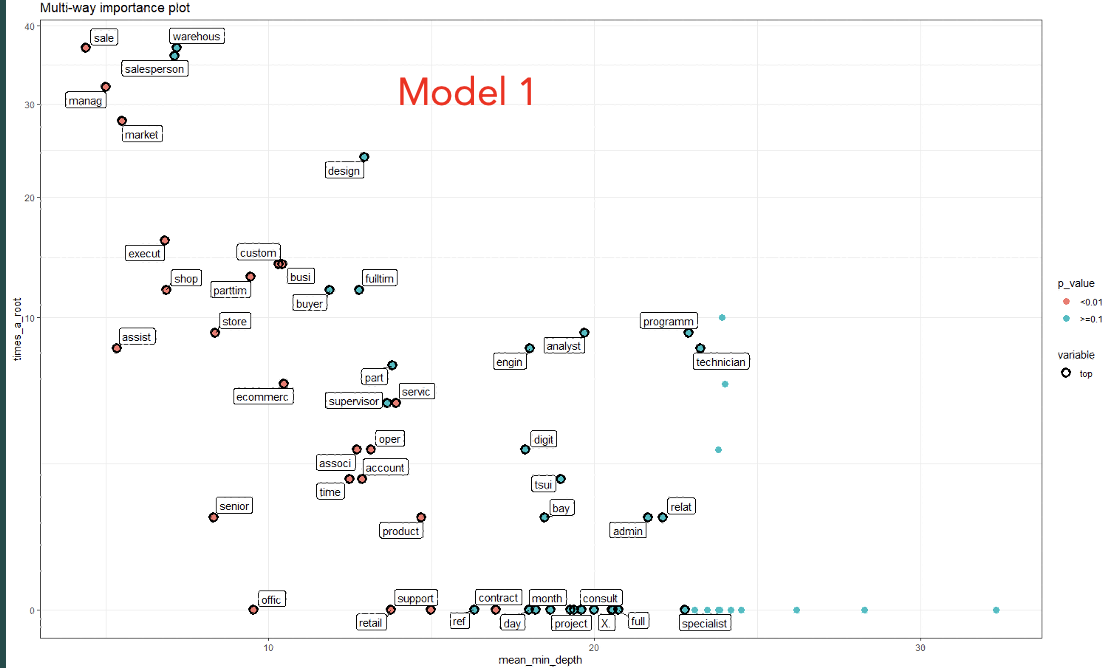 Multi-way importance plot
40
sale
warehous
salesperson
Model 1
manag
30
market
design
20
execut
custom
shop
busi
fulltim
parttim
buyer
p_value
<0.01
>=0.1
times_a_root
10
store
programm
assist
analyst
engin
technician
variable
top
part
ecommerc
supervisor
servic
oper
digit
associ
account
time
tsui
senior
bay
relat
product
admin
0
offic
support
contract
month
consult
retail
ref
day
project
X.
full
specialist
10
20
30
mean_min_depth